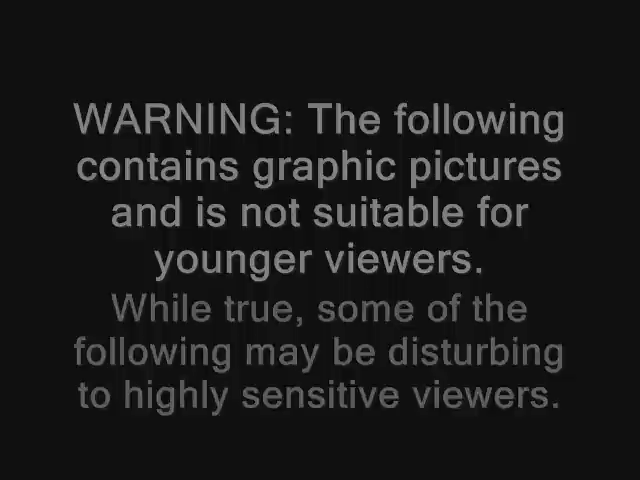 WARNING: The following
contains graphic pictures
and is not suitable for
younger viewers.
While true, some of the
following may be disturbing
to highly sensitive viewers.